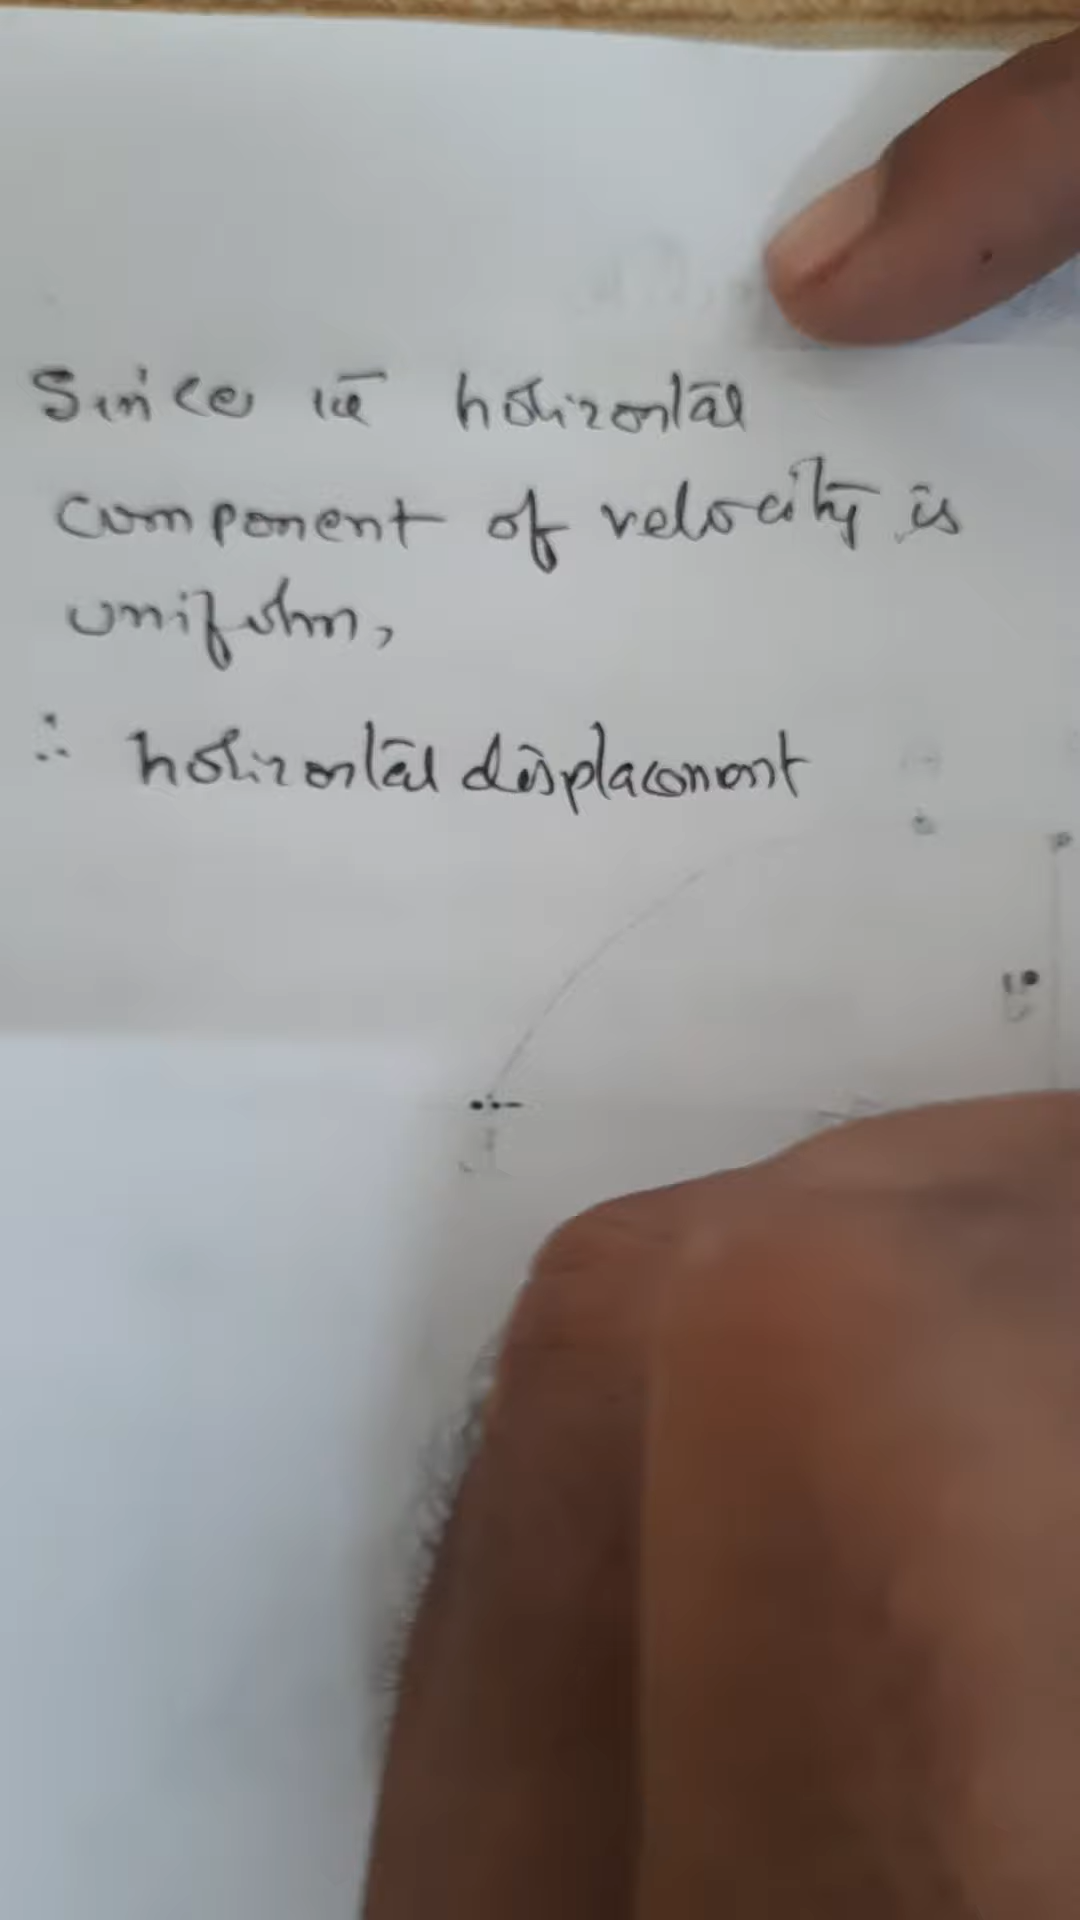 Since the horizontal
component of velocity is
uniform,
∴ horizontal displacement